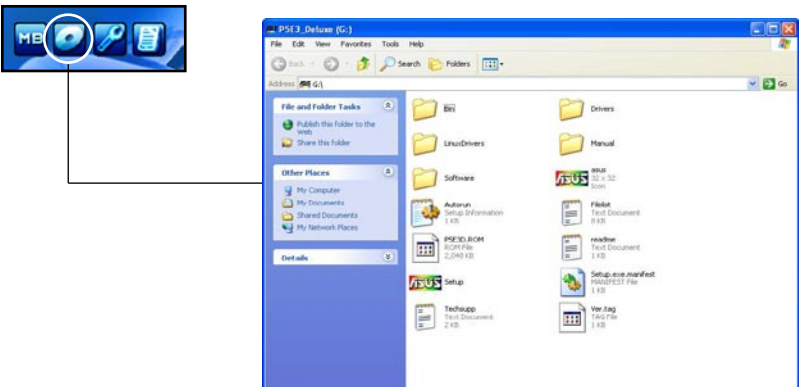 MB
P5E3_Deluxe (G:)
File Edit View Favorites Tools Help
Back Search Folders
Address G:\ Go
File and Folder Tasks
Publish this folder to the
web
Share this folder
Other Places
My Computer
My Documents
Shared Documents
My Network Places
Details
Bin
Drivers
LinuxDrivers
Manual
Software
ASUS
asus
32 x 32
Icon
Autorun
Setup Information
1 KB
Filelist
Text Document
8 KB
P5E3D.ROM
ROM File
2,048 KB
readme
Text Document
1 KB
ASUS
Setup
Setup.exe.manifest
MANIFEST File
1 KB
Techsupp
Text Document
2 KB
Ver.tag
TAG File
1 KB